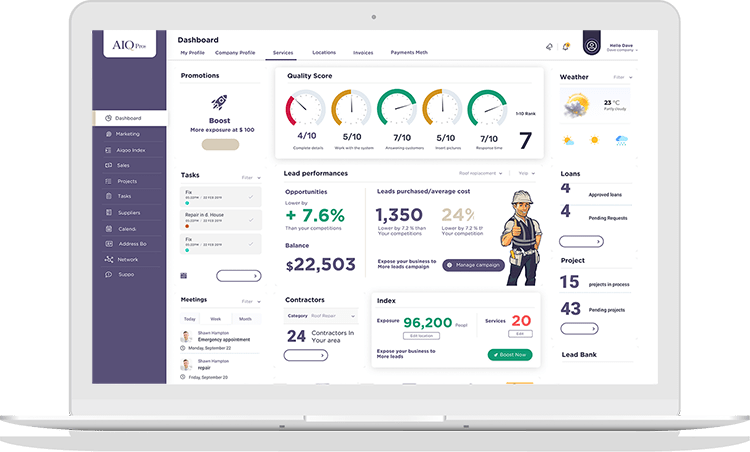 AIQ Pros
Dashboard
My Profile
Company Profile
Services
Locations
Invoices
Payments Moth
Hello Dave
Dave company
Dashboard
Marketing
Aiqoo Index
Sales
Projects
Tasks
Suppliers
Calend
Address Bo
Network
Suppo
Promotions
Boost
More exposure at $ 100
Tasks
Filter
Fix
Repair in d. House
Fix
Meetings
Filter
Today
Week
Month
Shawn Hampton
Emergency appointment
Monday, September 22
Shawn Hampton
repair
Friday, September 22
Quality Score
4/10
Complete details
5/10
Work with the system
7/10
Answering customers
5/10
Insert pictures
7/10
Response time
1-10 Rank
7
Lead performances
Roof replacement
Yelp
Opportunities
Lower by
+ 7.6%
Than your competitions
Balance
$22,503
Leads purchased/average cost
1,350
Lower by 7.2 % than
Your competitions
24%
Lower by 7.2 % th
Your competition
Expose your business to
More leads campaign
Manage campaign
Contractors
Category
Roof Repair
24
Contractors In
Your area
Index
Exposure
96,200
Peopl
Edit location
Services
20
Edit
Expose your business to
More leads
Boost Now
Weather
Filter
23 °C
Partly cloudy
Loans
4
Approved loans
4
Pending Requests
Project
15
projects in process
43
Pending projects
Lead Bank